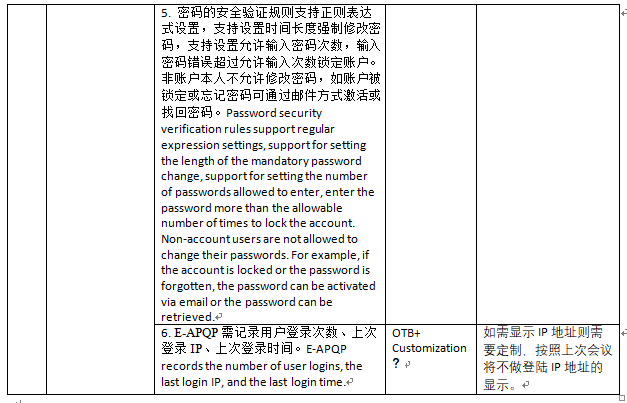 5. 密码的安全验证规则支持正则表达
式设置，支持设置时间长度强制修改密
码，支持设置允许输入密码次数，输入
密码错误超过允许输入次数锁定账户。
非账户本人不允许修改密码，如账户被
锁定或忘记密码可通过邮件方式激活或
找回密码。Password security
verification rules support regular
expression settings, support for setting
the length of the mandatory password
change, support for setting the number
of passwords allowed to enter, enter the
password more than the allowable
number of times to lock the account.
Non-account users are not allowed to
change their passwords. For example, if
the account is locked or the password is
forgotten, the password can be activated
via email or the password can be
retrieved.
6. E-APQP 需记录用户登录次数、上次
登录 IP、上次登录时间。E-APQP
records the number of user logins, the
last login IP, and the last login time.
OTB+
Customization
？
如需显示 IP 地址则需
要定制，按照上次会议
将不做登陆 IP 地址的
显示。